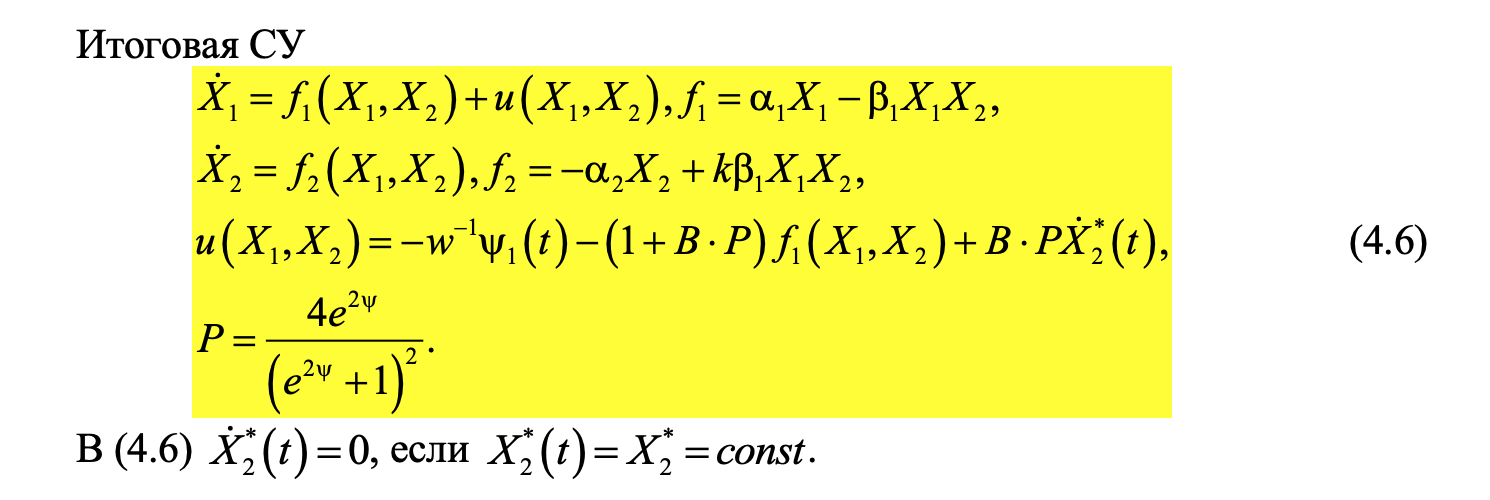 Итоговая СУ
Ẋ₁ = f₁(X₁, X₂) + u(X₁, X₂), f₁ = α₁X₁ − β₁X₁X₂,
Ẋ₂ = f₂(X₁, X₂), f₂ = −α₂X₂ + kβ₁X₁X₂,
u(X₁, X₂) = −w⁻¹ψ₁(t) − (1 + B · P) f₁(X₁, X₂) + B · PẊ₂*(t), (4.6)
P = 4e^{2ψ} / (e^{2ψ} + 1)².
В (4.6) Ẋ₂*(t) = 0, если X₂*(t) = X₂* = const.